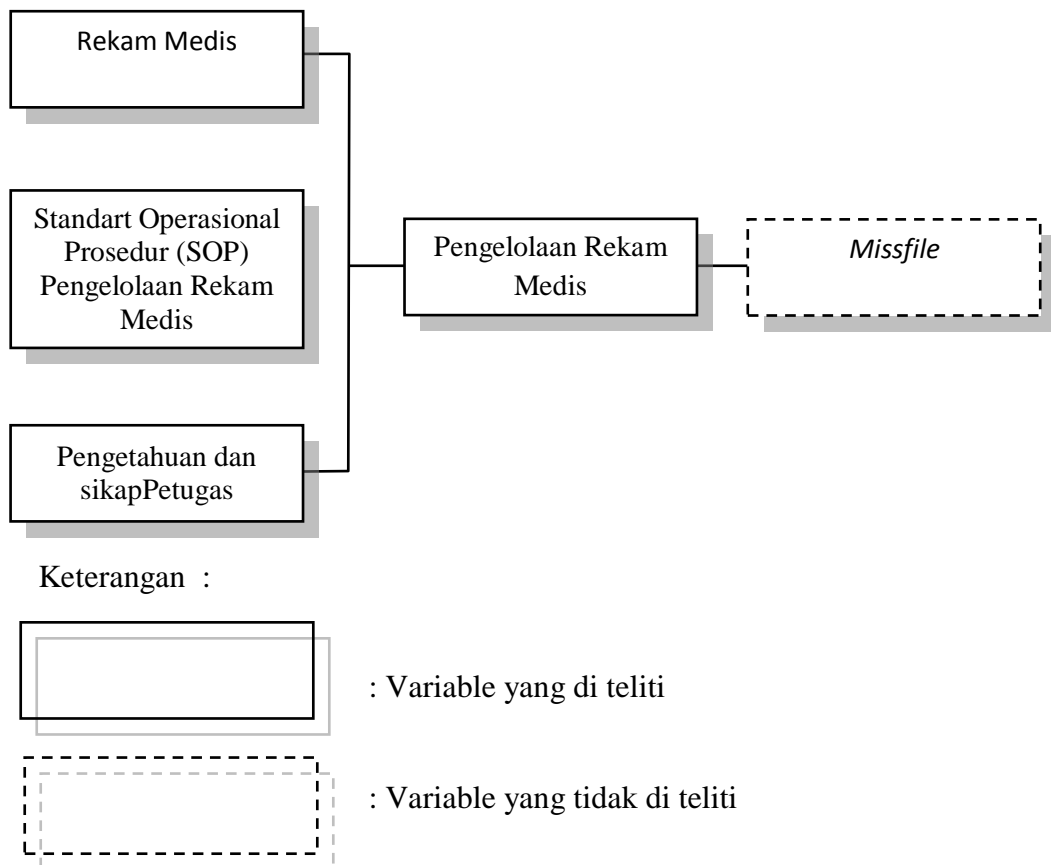 Rekam Medis
Standart Operasional
Prosedur (SOP)
Pengelolaan Rekam
Medis
Pengelolaan Rekam
Medis
Missfile
Pengetahuan dan
sikapPetugas
Keterangan :
: Variable yang di teliti
: Variable yang tidak di teliti